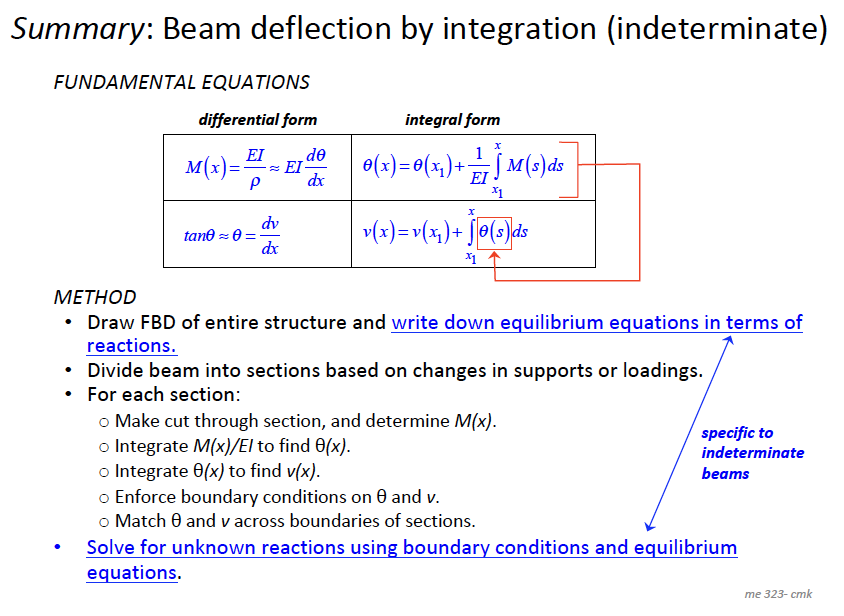 Summary: Beam deflection by integration (indeterminate)
FUNDAMENTAL EQUATIONS
differential form integral form
M(x) = EI/ρ ≈ EI dθ/dx θ(x) = θ(x₁) + 1/EI ∫_{x₁}^{x} M(s)ds
tanθ ≈ θ = dv/dx v(x) = v(x₁) + ∫_{x₁}^{x} θ(s)ds
METHOD
• Draw FBD of entire structure and write down equilibrium equations in terms of
reactions.
• Divide beam into sections based on changes in supports or loadings.
• For each section:
o Make cut through section, and determine M(x).
o Integrate M(x)/EI to find θ(x).
o Integrate θ(x) to find v(x).
o Enforce boundary conditions on θ and v.
o Match θ and v across boundaries of sections.
specific to
indeterminate
beams
• Solve for unknown reactions using boundary conditions and equilibrium
equations.
me 323- cmk